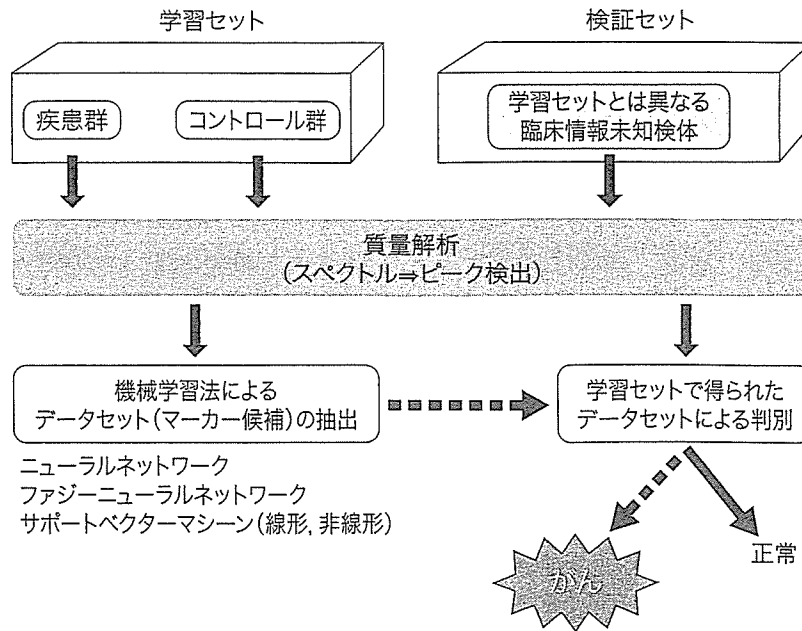 学習セット
検証セット
疾患群
コントロール群
学習セットとは異なる
臨床情報未知検体
質量解析
（スペクトル⇒ピーク検出）
機械学習法による
データセット（マーカー候補）の抽出
学習セットで得られた
データセットによる判別
ニューラルネットワーク
ファジーニューラルネットワーク
サポートベクターマシーン（線形, 非線形）
がん
正常